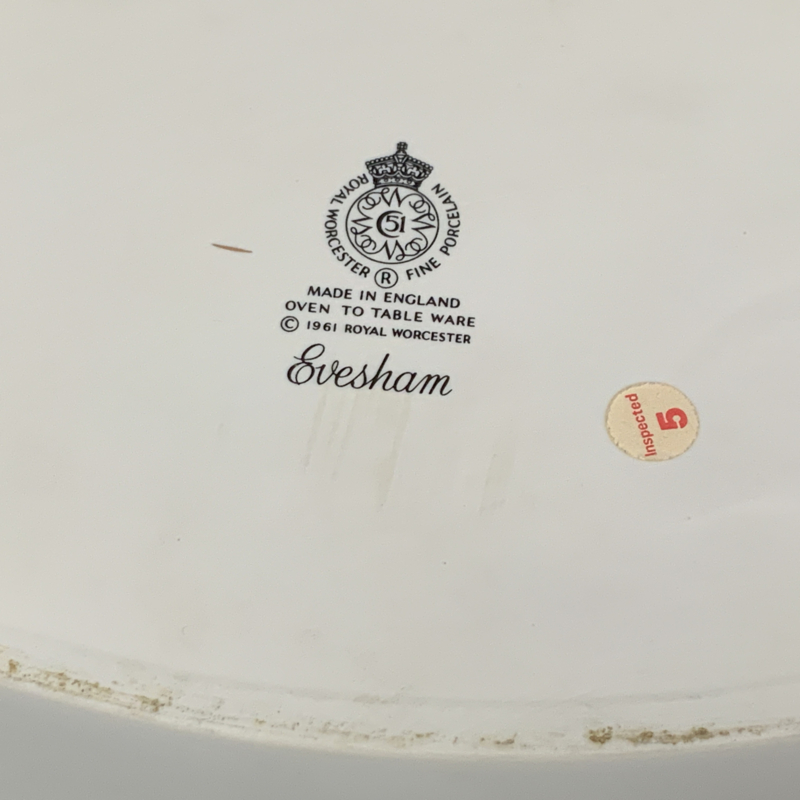 ROYAL WORCESTER
FINE PORCELAIN
51
R
MADE IN ENGLAND
OVEN TO TABLE WARE
© 1961 ROYAL WORCESTER
Evesham
Inspected
5